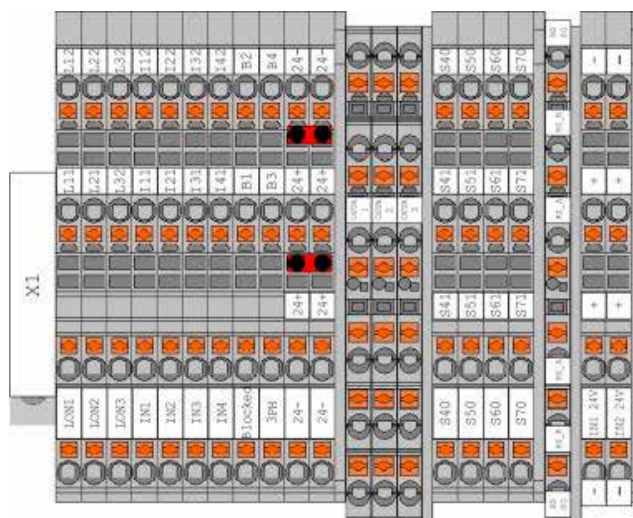 L12 L22 L32 I12 I22 I32 I42 B2 B4 24- 24- S40 S50 S60 S70 - -
L11 L21 L32 I11 I21 I31 I41 B1 B3 24+ 24+ S41 S51 S61 S71 + +
X1
24+ 24+ S41 S51 S61 S71 + +
LON1 LON2 LON3 IN1 IN2 IN3 IN4 Blocked 3PH 24- 24- S40 S50 S60 S70 IN1 24V IN2 24V
- -